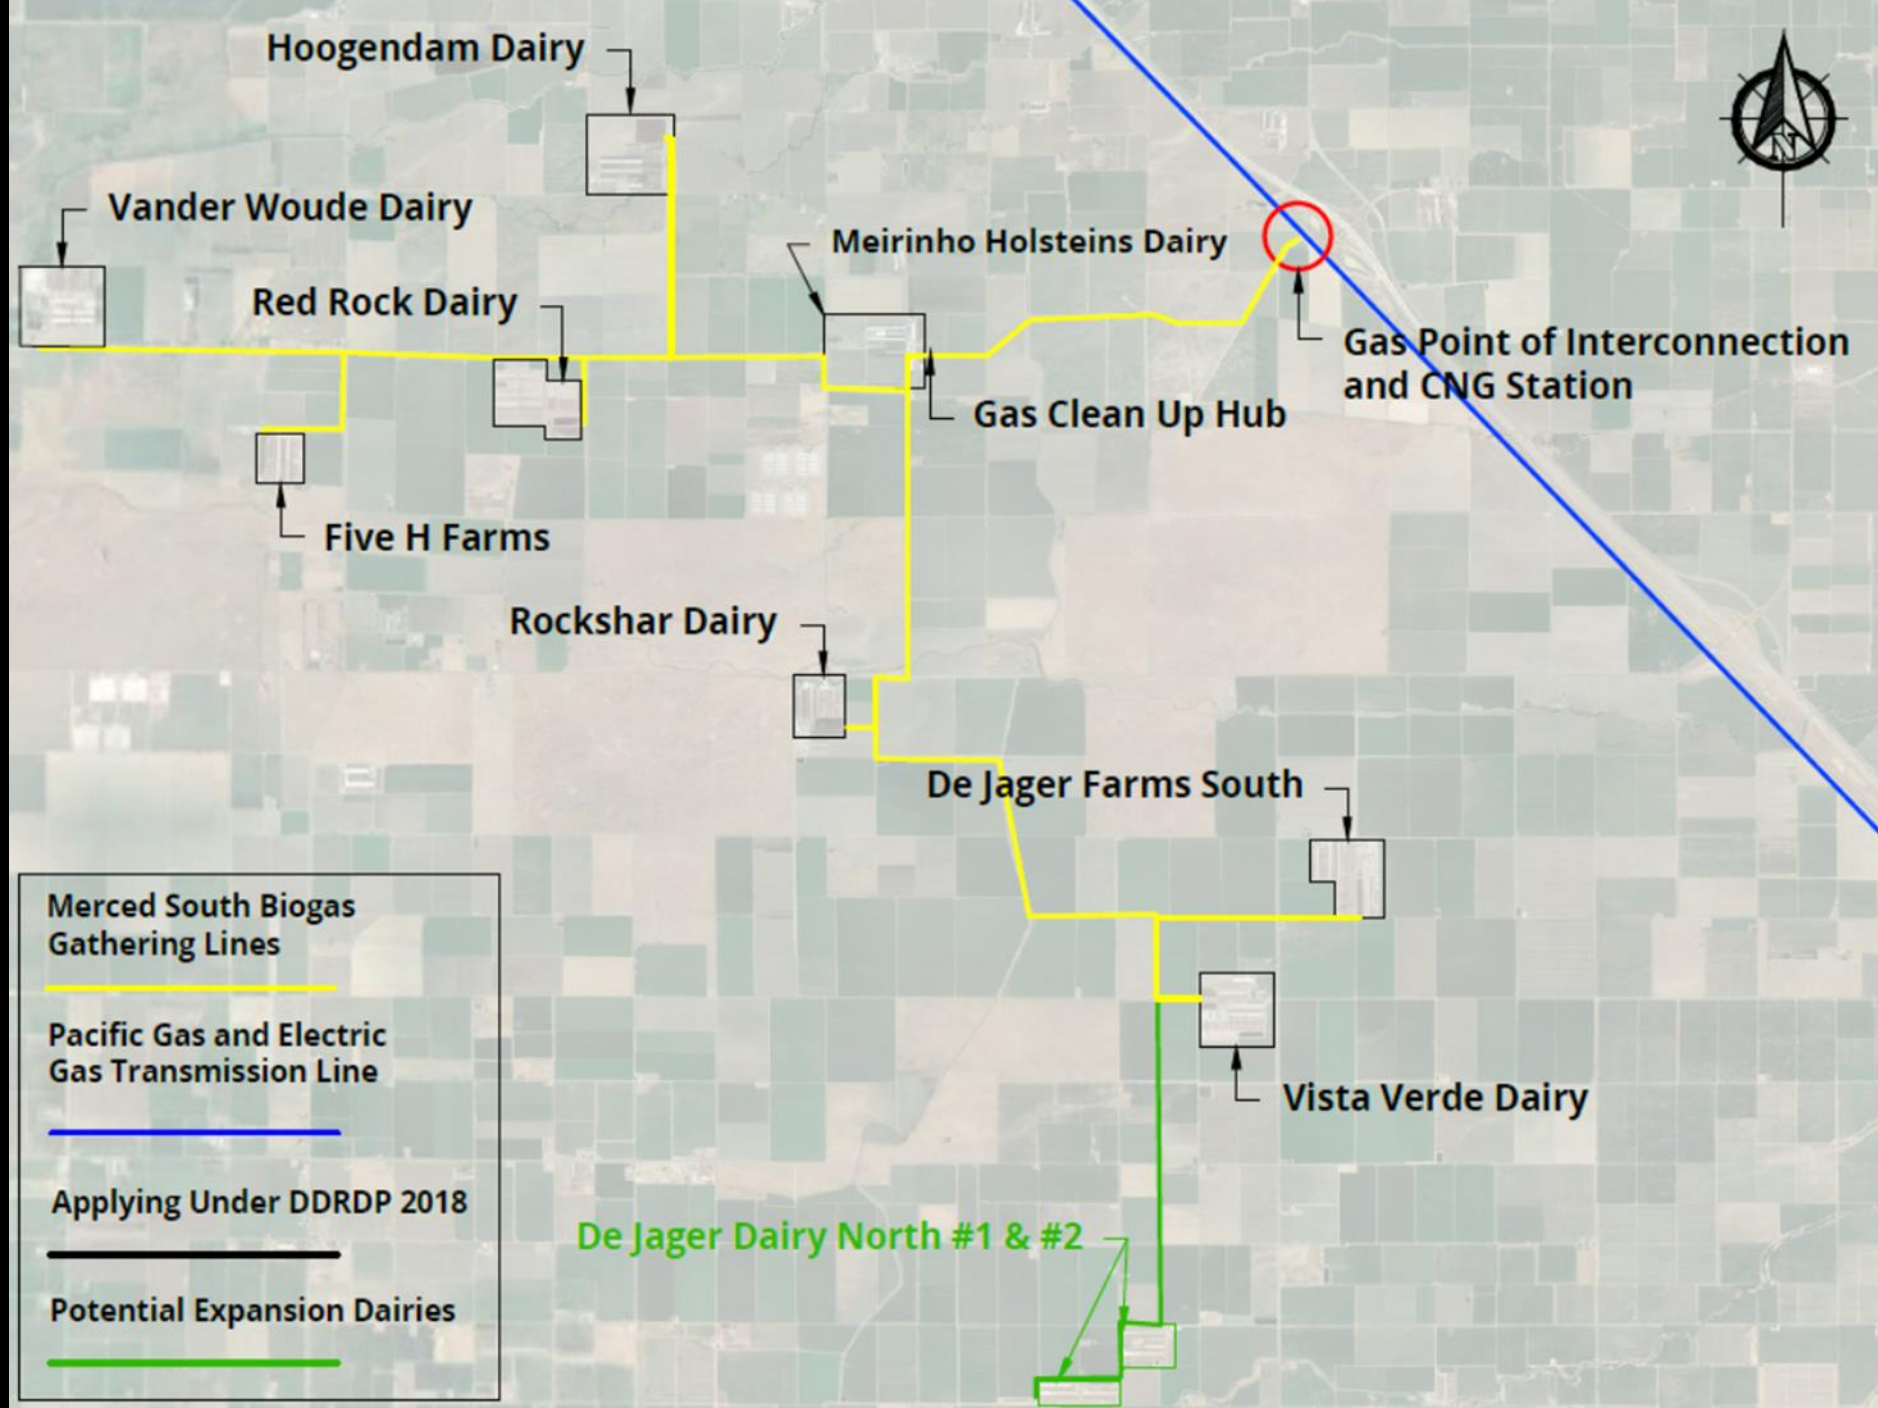 Hoogendam Dairy
Vander Woude Dairy
Meirinho Holsteins Dairy
Red Rock Dairy
Gas Point of Interconnection
and CNG Station
Gas Clean Up Hub
Five H Farms
Rockshar Dairy
De Jager Farms South
Vista Verde Dairy
De Jager Dairy North #1 & #2
Merced South Biogas
Gathering Lines
Pacific Gas and Electric
Gas Transmission Line
Applying Under DDRDP 2018
Potential Expansion Dairies
N